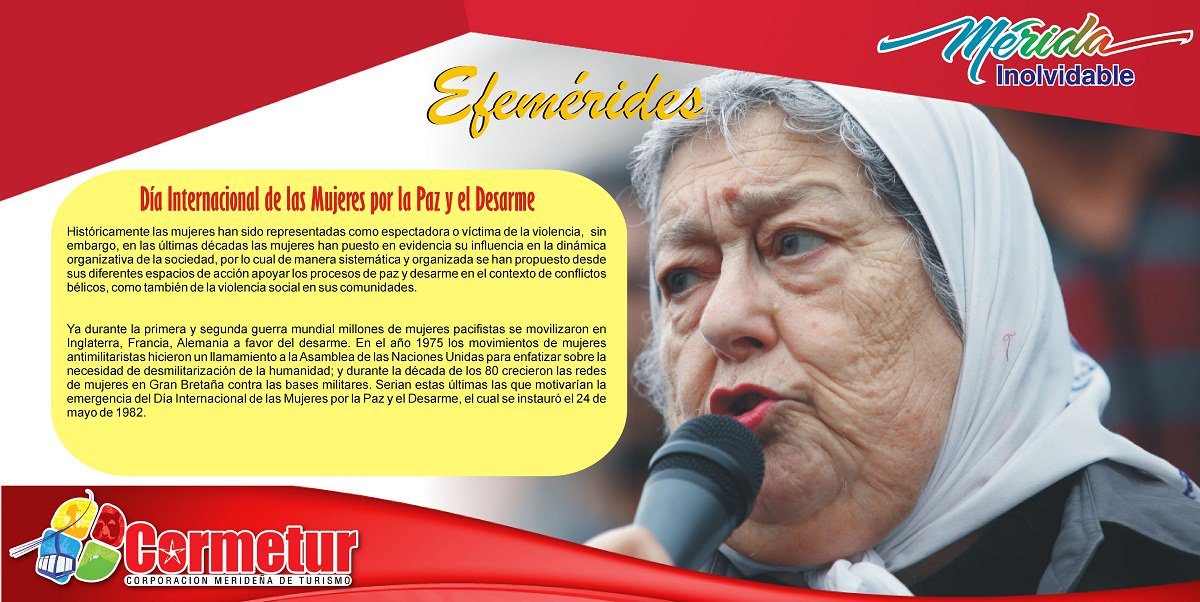 Mérida
Inolvidable
Efemérides
Día Internacional de las Mujeres por la Paz y el Desarme
Históricamente las mujeres han sido representadas como espectadora o víctima de la violencia, sin
embargo, en las últimas décadas las mujeres han puesto en evidencia su influencia en la dinámica
organizativa de la sociedad, por lo cual de manera sistemática y organizada se han propuesto desde
sus diferentes espacios de acción apoyar los procesos de paz y desarme en el contexto de conflictos
bélicos, como también de la violencia social en sus comunidades.
Ya durante la primera y segunda guerra mundial millones de mujeres pacifistas se movilizaron en
Inglaterra, Francia, Alemania a favor del desarme. En el año 1975 los movimientos de mujeres
antimilitaristas hicieron un llamamiento a la Asamblea de las Naciones Unidas para enfatizar sobre la
necesidad de desmilitarización de la humanidad; y durante la década de los 80 crecieron las redes
de mujeres en Gran Bretaña contra las bases militares. Serian estas últimas las que motivarían la
emergencia del Día Internacional de las Mujeres por la Paz y el Desarme, el cual se instauró el 24 de
mayo de 1982.
Cormetur
CORPORACION MERIDEÑA DE TURISMO